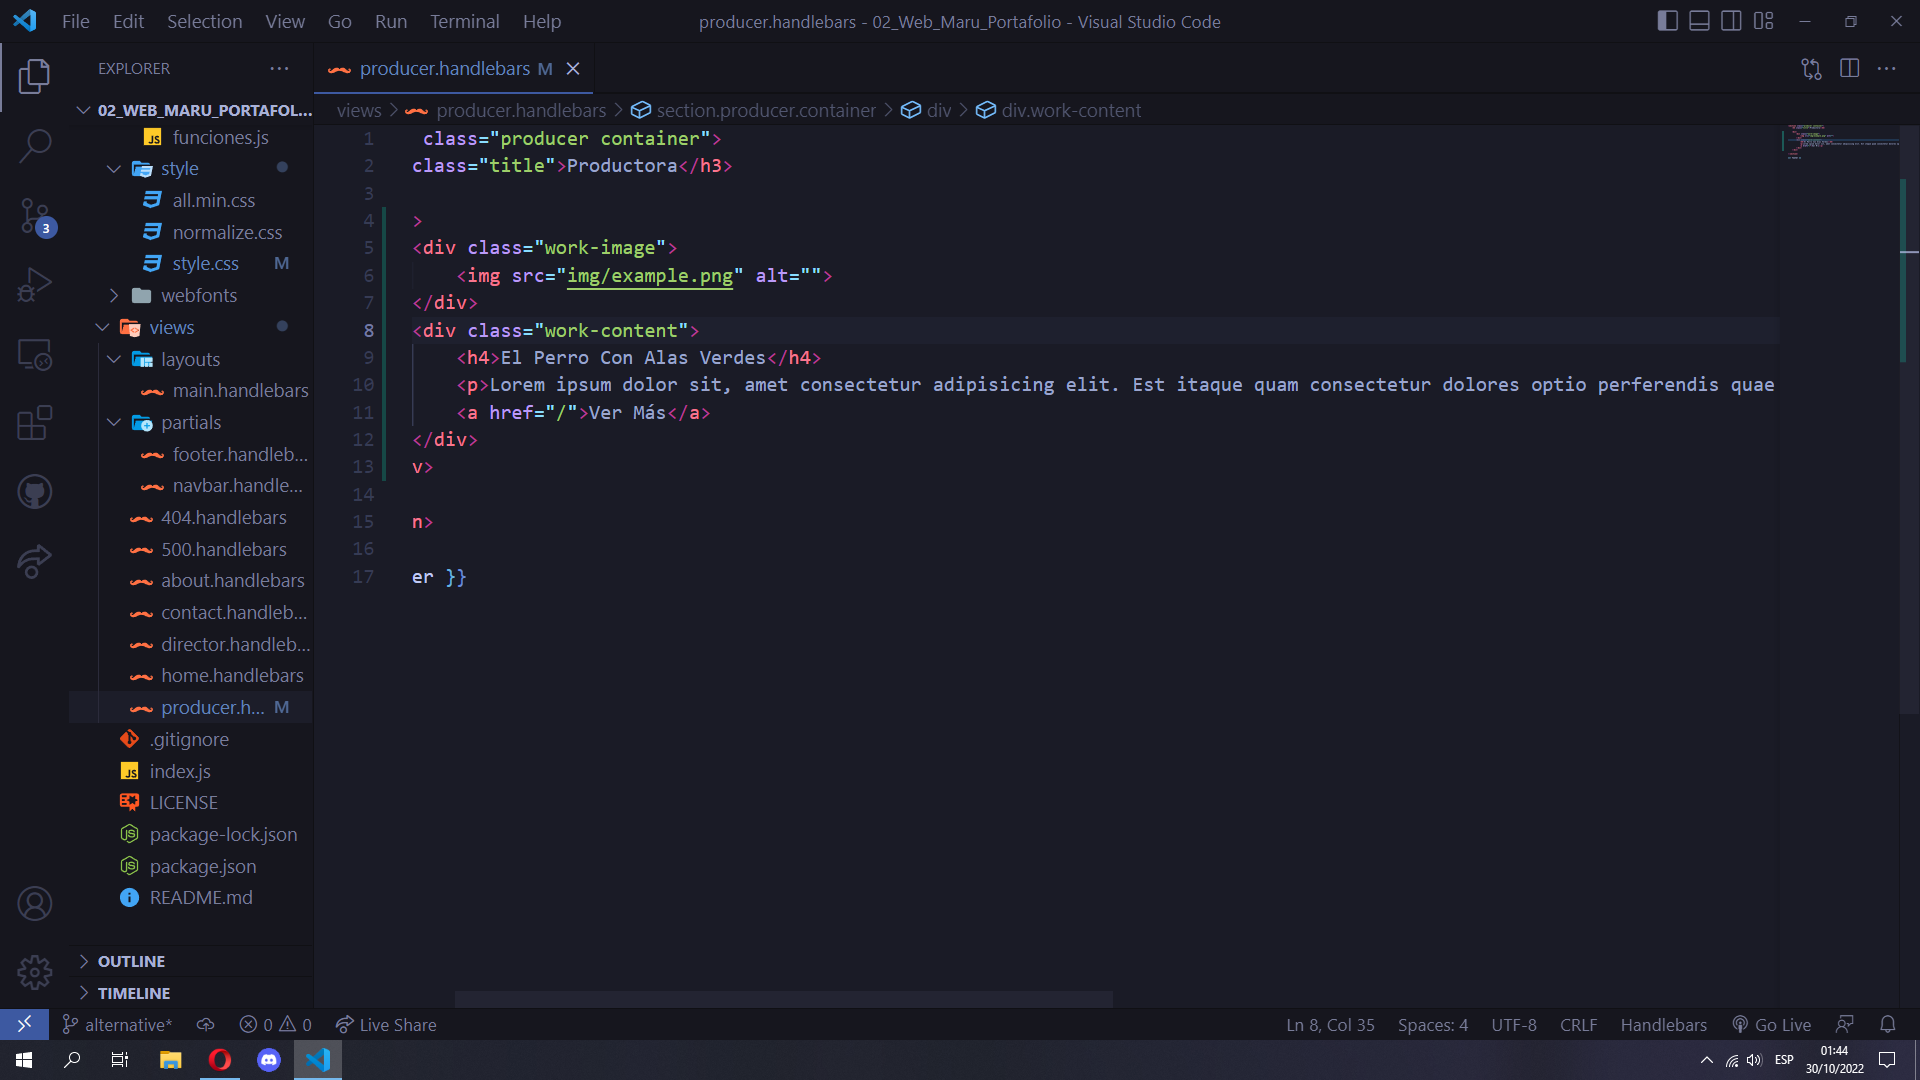 File Edit Selection View Go Run Terminal Help
producer.handlebars - 02_Web_Maru_Portafolio - Visual Studio Code
EXPLORER
02_WEB_MARU_PORTAFOL...
funciones.js
style
all.min.css
normalize.css
style.css M
webfonts
views
layouts
main.handlebars
partials
footer.handleb...
navbar.handle...
404.handlebars
500.handlebars
about.handlebars
contact.handleb...
director.handleb...
home.handlebars
producer.h... M
.gitignore
index.js
LICENSE
package-lock.json
package.json
README.md
OUTLINE
TIMELINE
3
producer.handlebars M
views > producer.handlebars > section.producer.container > div > div.work-content
1 class="producer container">
2 class="title">Productora</h3>
3
4 >
5 <div class="work-image">
6 <img src="img/example.png" alt="">
7 </div>
8 <div class="work-content">
9 <h4>El Perro Con Alas Verdes</h4>
10 <p>Lorem ipsum dolor sit, amet consectetur adipisicing elit. Est itaque quam consectetur dolores optio perferendis quae
11 <a href="/">Ver Más</a>
12 </div>
13 v>
14
15 n>
16
17 er }}
alternative* 0 0 Live Share
Ln 8, Col 35 Spaces: 4 UTF-8 CRLF Handlebars Go Live
ESP
01:44
30/10/2022